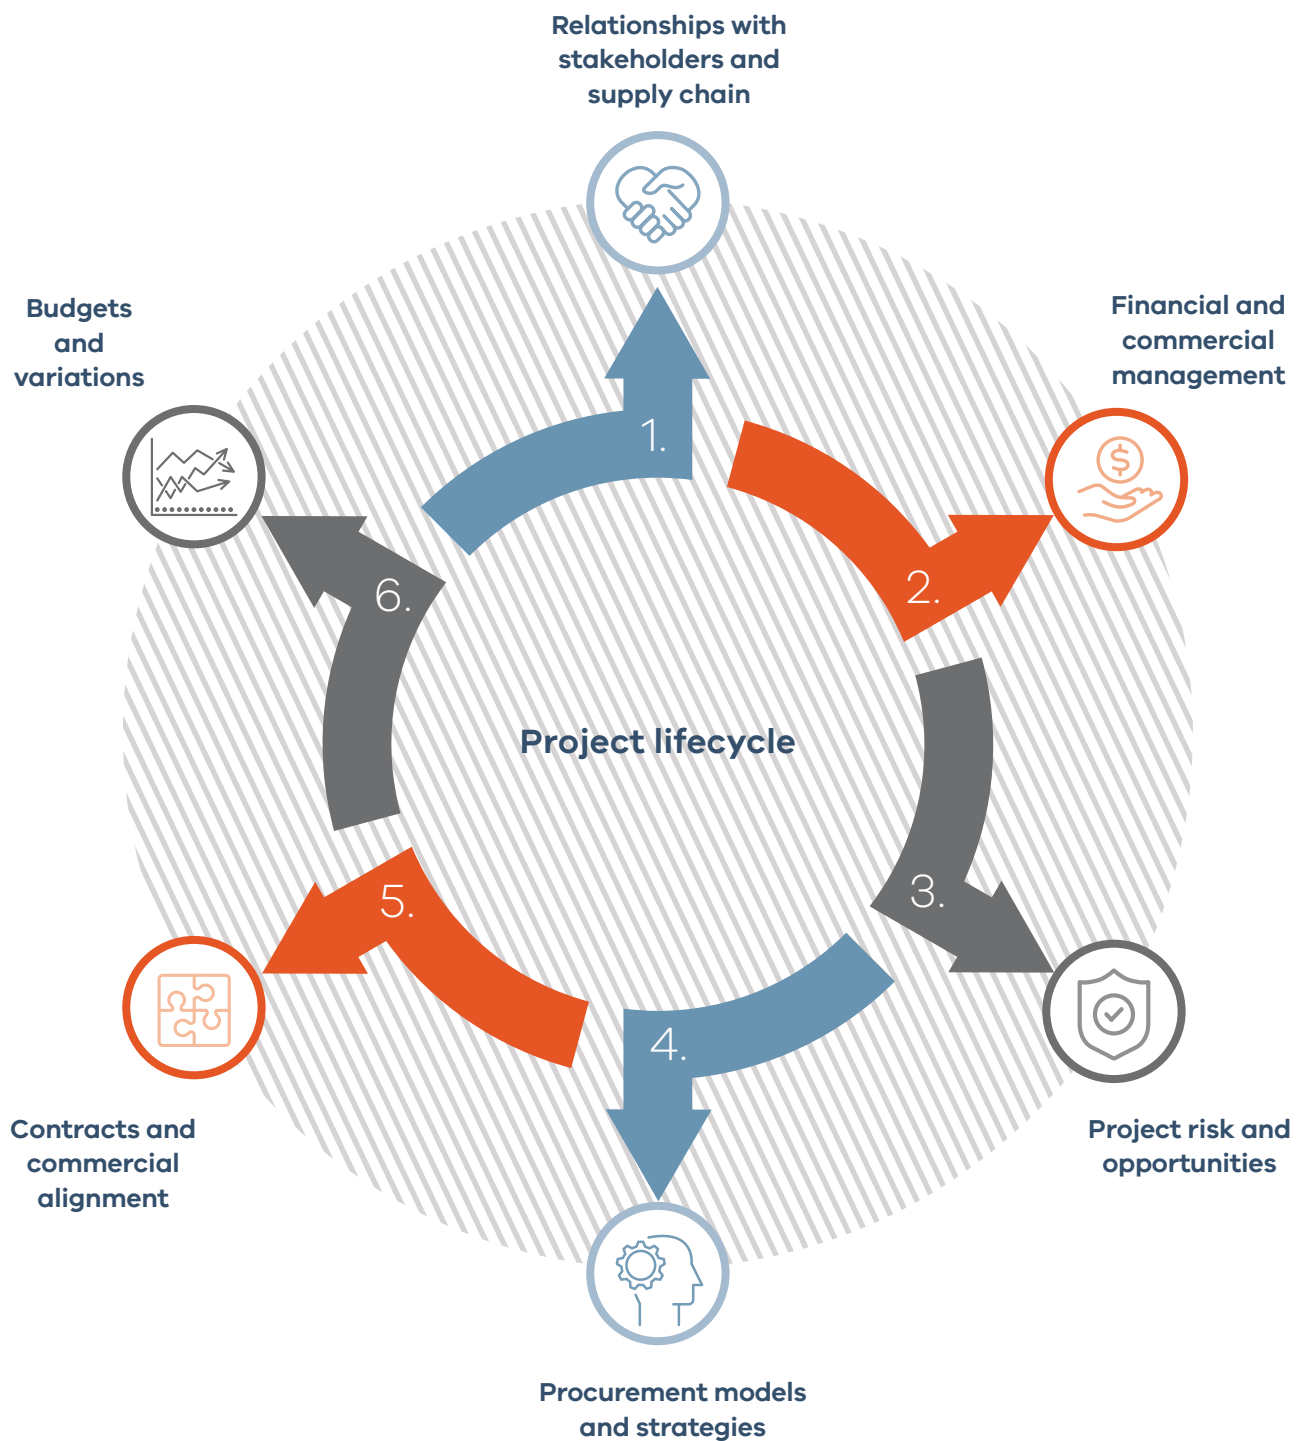 Relationships with
stakeholders and
supply chain
Budgets
and
variations
Financial and
commercial
management
1.
2.
6.
Project lifecycle
3.
5.
4.
Contracts and
commercial
alignment
Project risk and
opportunities
Procurement models
and strategies
$